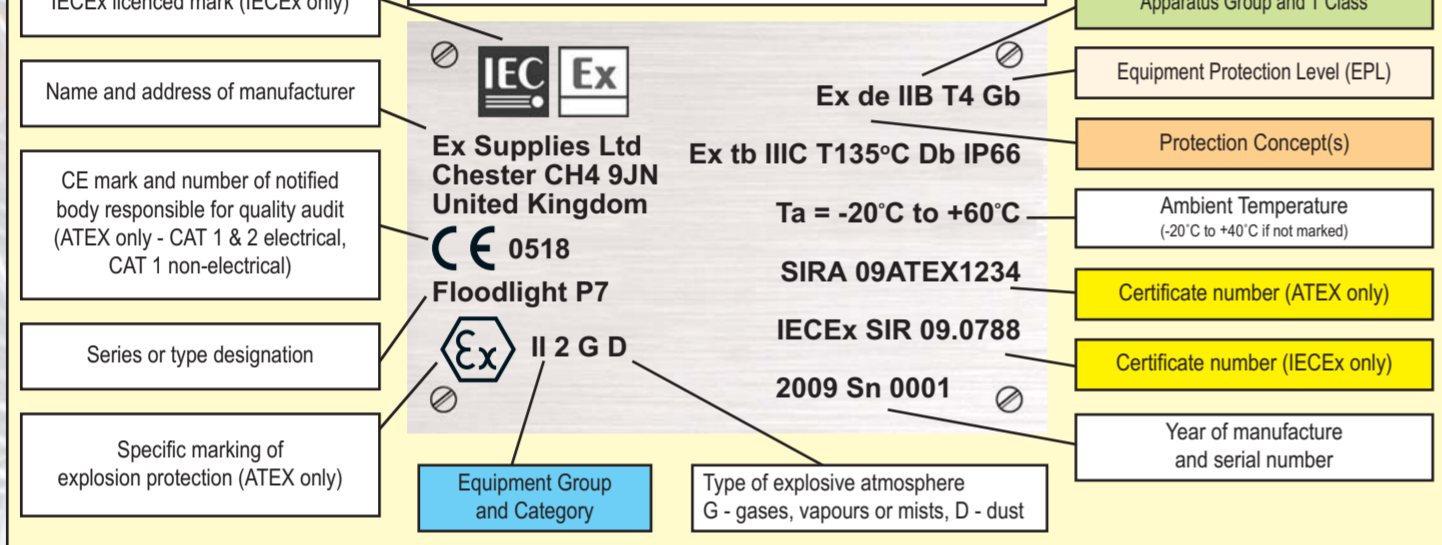 IECEx licenced mark (IECEx only)
Name and address of manufacturer
CE mark and number of notified
body responsible for quality audit
(ATEX only - CAT 1 & 2 electrical,
CAT 1 non-electrical)
Series or type designation
Specific marking of
explosion protection (ATEX only)
IEC Ex
Ex Supplies Ltd
Chester CH4 9JN
United Kingdom
CE 0518
Floodlight P7
Ex II 2 G D
Ex de IIB T4 Gb
Ex tb IIIC T135°C Db IP66
Ta = -20°C to +60°C
SIRA 09ATEX1234
IECEx SIR 09.0788
2009 Sn 0001
Equipment Group
and Category
Type of explosive atmosphere
G - gases, vapours or mists, D - dust
Apparatus Group and T Class
Equipment Protection Level (EPL)
Protection Concept(s)
Ambient Temperature
(-20°C to +40°C if not marked)
Certificate number (ATEX only)
Certificate number (IECEx only)
Year of manufacture
and serial number